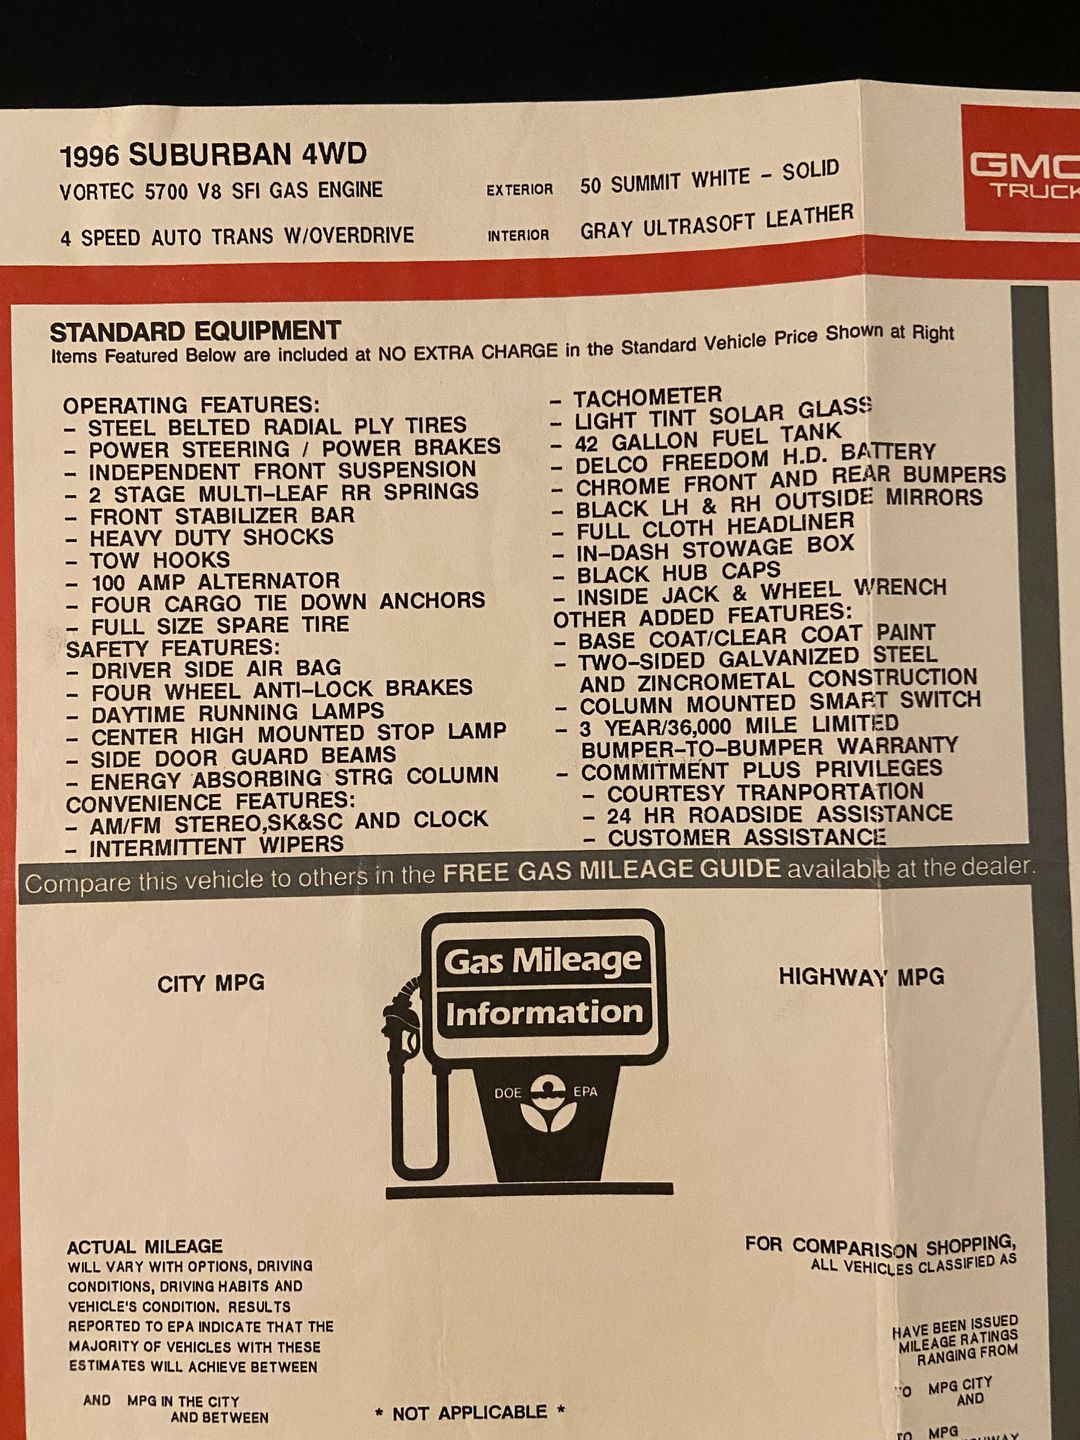 1996 SUBURBAN 4WD
VORTEC 5700 V8 SFI GAS ENGINE
4 SPEED AUTO TRANS W/OVERDRIVE
EXTERIOR 50 SUMMIT WHITE - SOLID
INTERIOR GRAY ULTRASOFT LEATHER
GMC
TRUCK
STANDARD EQUIPMENT
Items Featured Below are included at NO EXTRA CHARGE in the Standard Vehicle Price Shown at Right
OPERATING FEATURES:
- STEEL BELTED RADIAL PLY TIRES
- POWER STEERING / POWER BRAKES
- INDEPENDENT FRONT SUSPENSION
- 2 STAGE MULTI-LEAF RR SPRINGS
- FRONT STABILIZER BAR
- HEAVY DUTY SHOCKS
- TOW HOOKS
- 100 AMP ALTERNATOR
- FOUR CARGO TIE DOWN ANCHORS
- FULL SIZE SPARE TIRE
SAFETY FEATURES:
- DRIVER SIDE AIR BAG
- FOUR WHEEL ANTI-LOCK BRAKES
- DAYTIME RUNNING LAMPS
- CENTER HIGH MOUNTED STOP LAMP
- SIDE DOOR GUARD BEAMS
- ENERGY ABSORBING STRG COLUMN
CONVENIENCE FEATURES:
- AM/FM STEREO,SK&SC AND CLOCK
- INTERMITTENT WIPERS
- TACHOMETER
- LIGHT TINT SOLAR GLASS
- 42 GALLON FUEL TANK
- DELCO FREEDOM H.D. BATTERY
- CHROME FRONT AND REAR BUMPERS
- BLACK LH & RH OUTSIDE MIRRORS
- FULL CLOTH HEADLINER
- IN-DASH STOWAGE BOX
- BLACK HUB CAPS
- INSIDE JACK & WHEEL WRENCH
OTHER ADDED FEATURES:
- BASE COAT/CLEAR COAT PAINT
- TWO-SIDED GALVANIZED STEEL
AND ZINCROMETAL CONSTRUCTION
- COLUMN MOUNTED SMART SWITCH
- 3 YEAR/36,000 MILE LIMITED
BUMPER-TO-BUMPER WARRANTY
- COMMITMENT PLUS PRIVILEGES
- COURTESY TRANPORTATION
- 24 HR ROADSIDE ASSISTANCE
- CUSTOMER ASSISTANCE
Compare this vehicle to others in the FREE GAS MILEAGE GUIDE available at the dealer.
CITY MPG
Gas Mileage
Information
DOE EPA
HIGHWAY MPG
ACTUAL MILEAGE
WILL VARY WITH OPTIONS, DRIVING
CONDITIONS, DRIVING HABITS AND
VEHICLE'S CONDITION. RESULTS
REPORTED TO EPA INDICATE THAT THE
MAJORITY OF VEHICLES WITH THESE
ESTIMATES WILL ACHIEVE BETWEEN
AND MPG IN THE CITY
AND BETWEEN
* NOT APPLICABLE *
FOR COMPARISON SHOPPING,
ALL VEHICLES CLASSIFIED AS
HAVE BEEN ISSUED
MILEAGE RATINGS
RANGING FROM
TO MPG CITY
AND
TO MPG